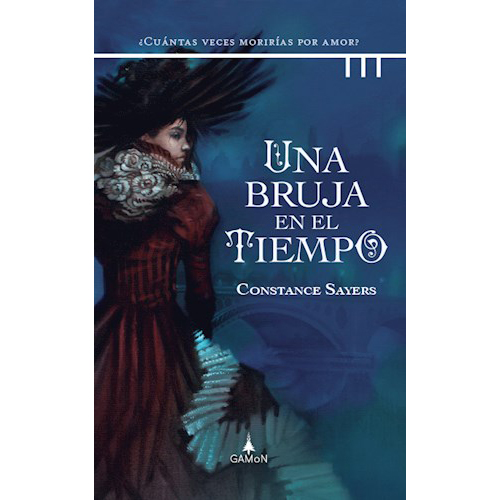 ¿CUÁNTAS VECES MORIRÍAS POR AMOR?
UNA
BRUJA
EN EL
TIEMPO
CONSTANCE SAYERS
GAMON